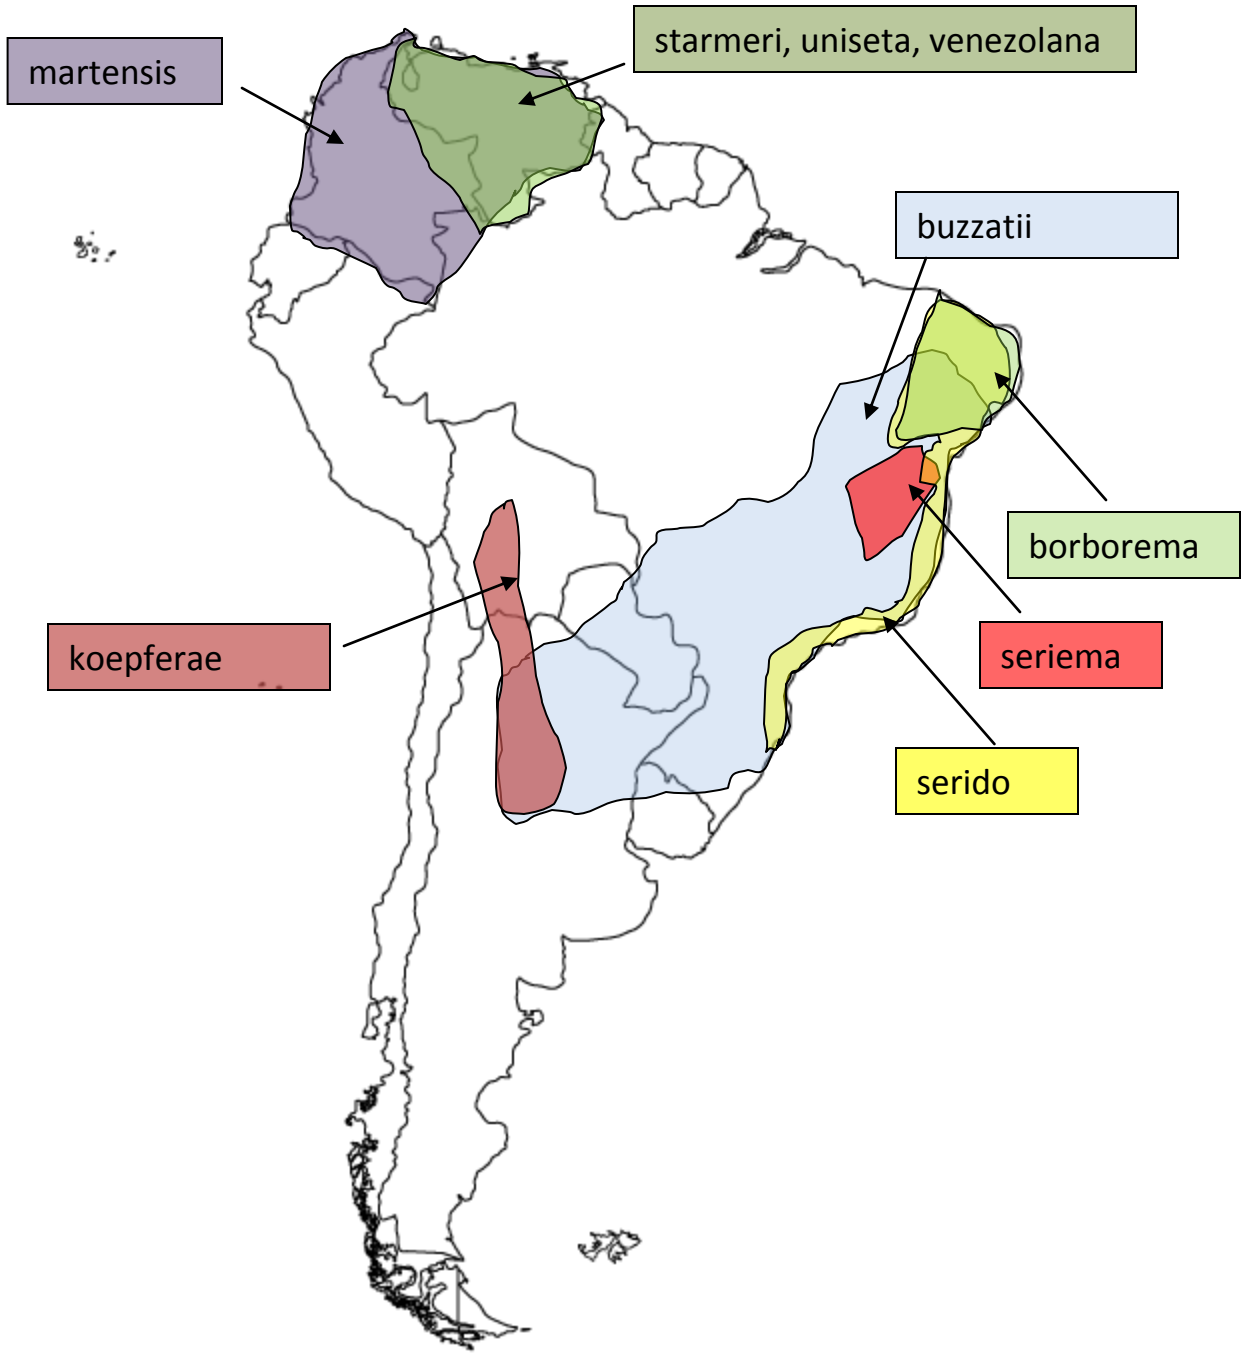 starmeri, uniseta, venezolana
martensis
buzzatii
borborema
seriema
koepferae
serido